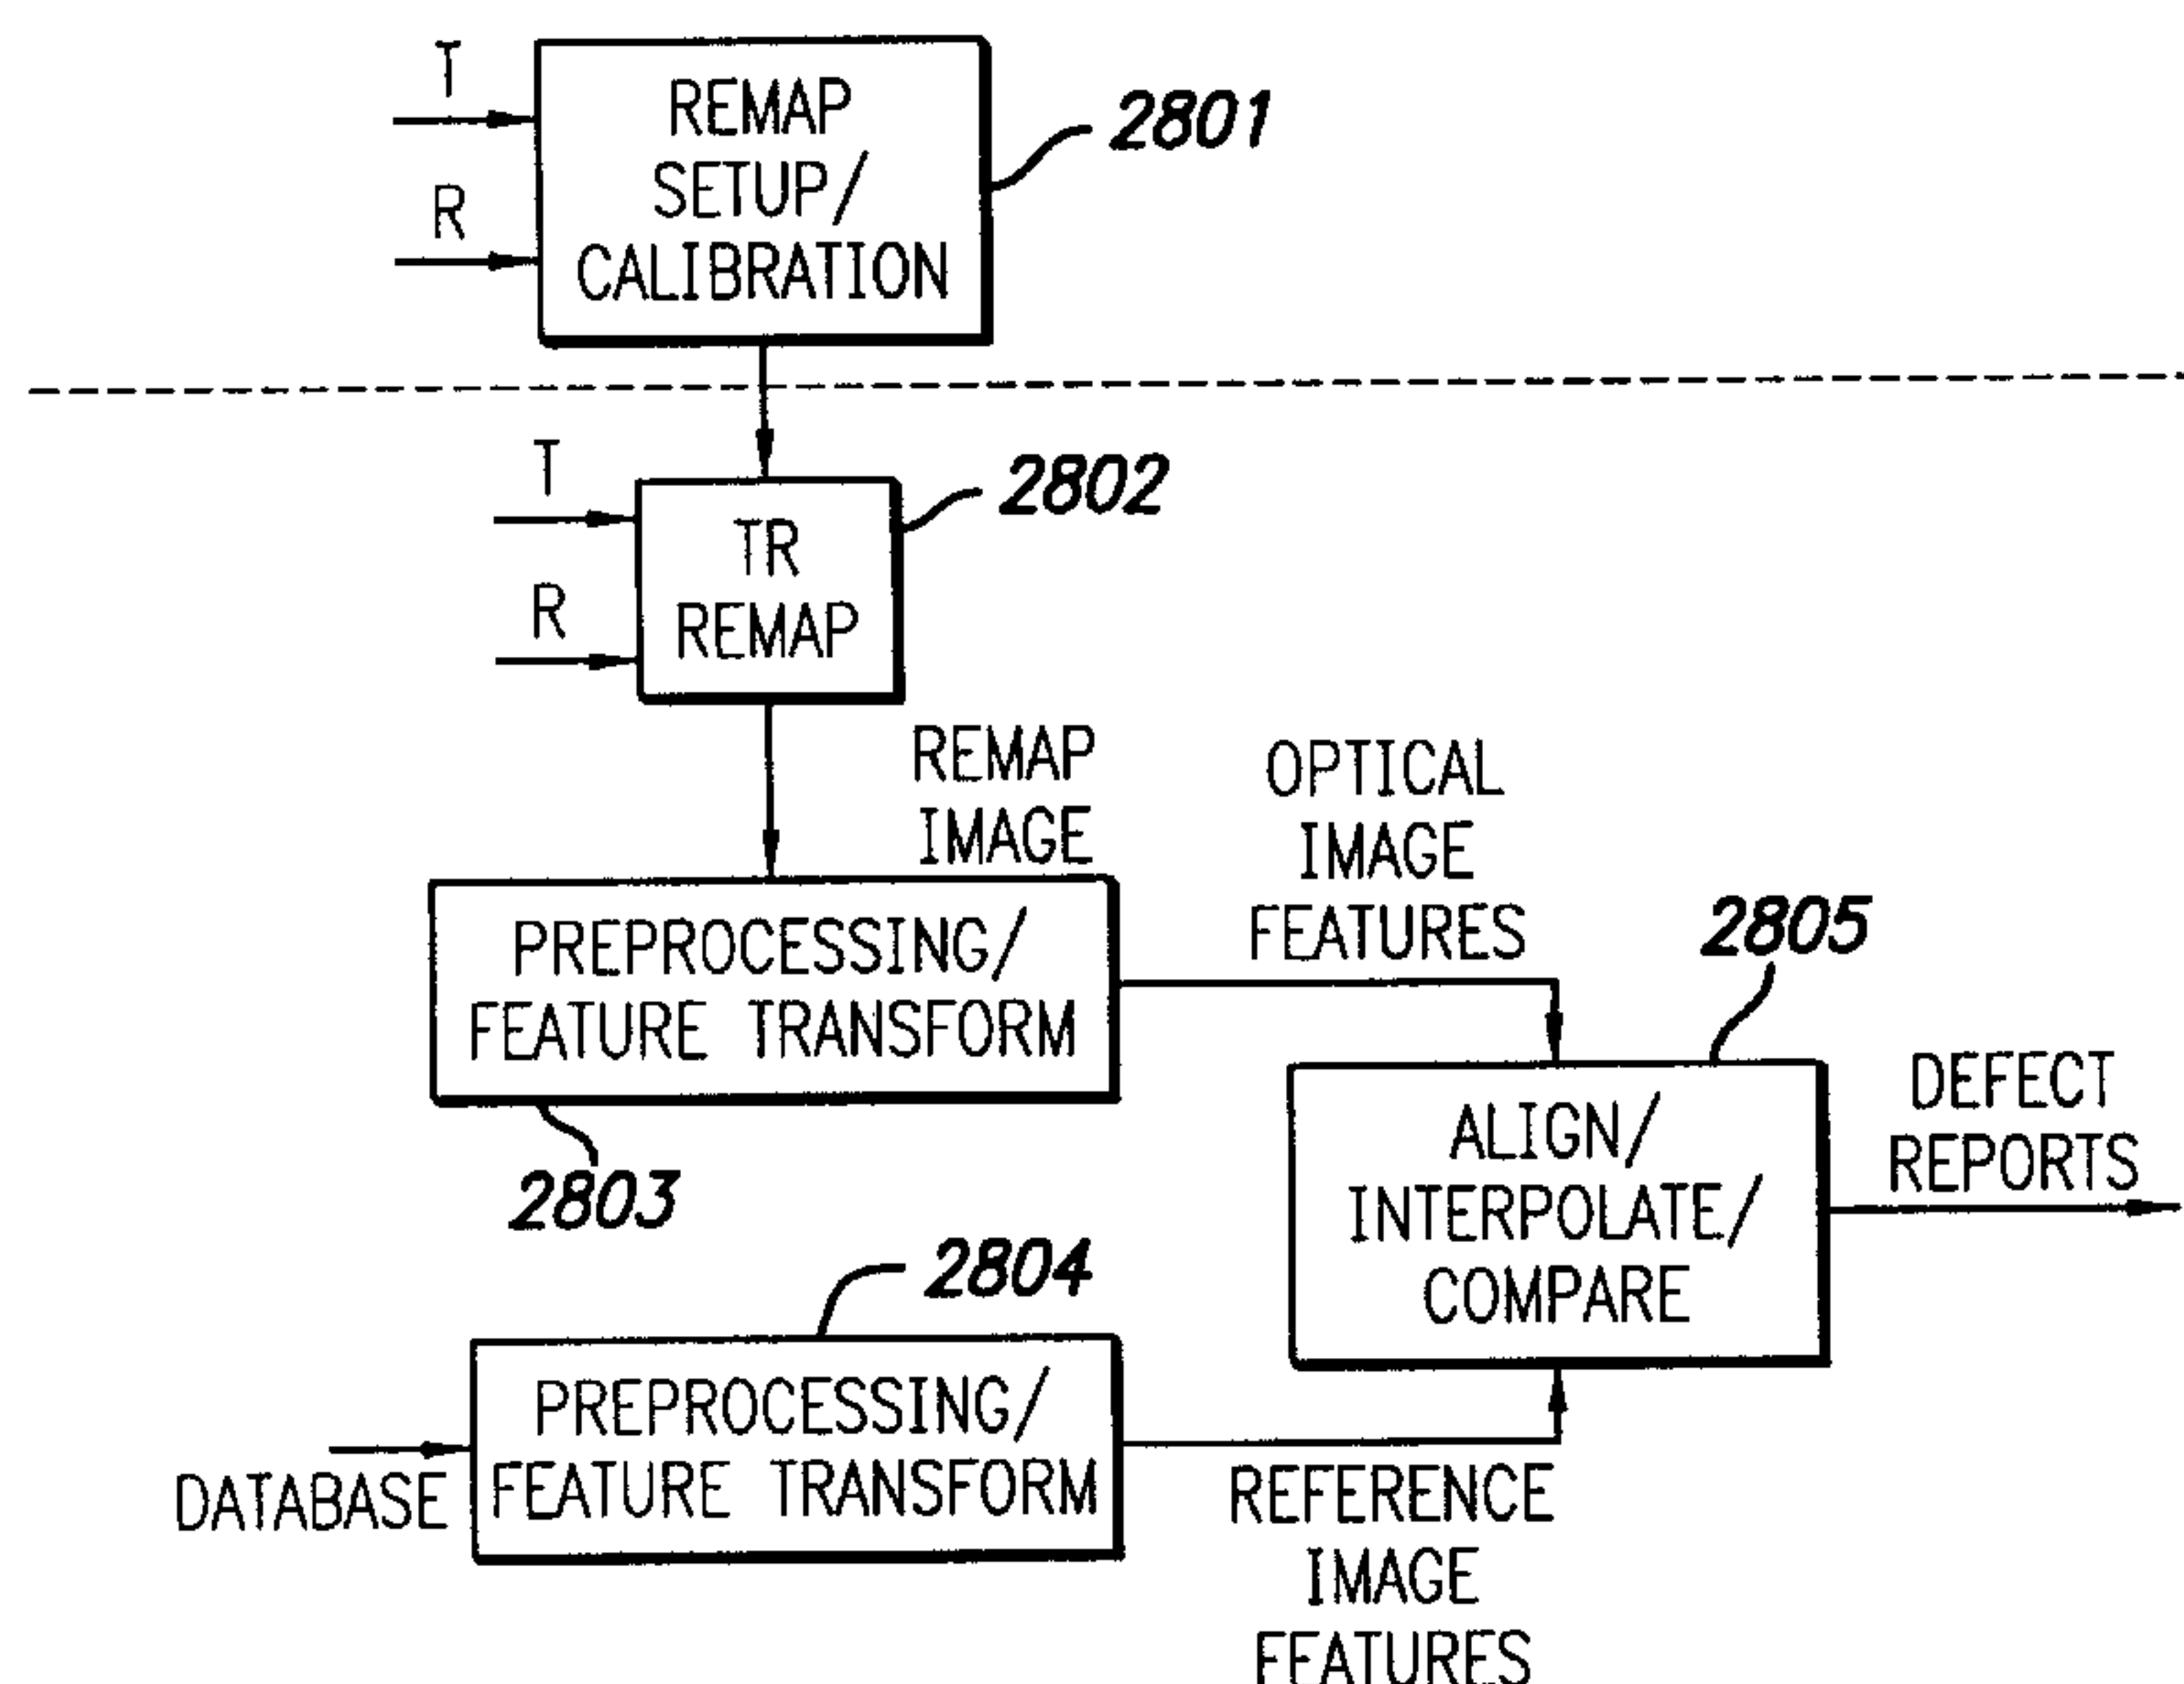 T
R
REMAP
SETUP/
CALIBRATION
2801
T
R
TR
REMAP
2802
REMAP
IMAGE
OPTICAL
IMAGE
FEATURES
PREPROCESSING/
FEATURE TRANSFORM
2803
2805
ALIGN/
INTERPOLATE/
COMPARE
DEFECT
REPORTS
2804
DATABASE
PREPROCESSING/
FEATURE TRANSFORM
REFERENCE
IMAGE
FEATURES